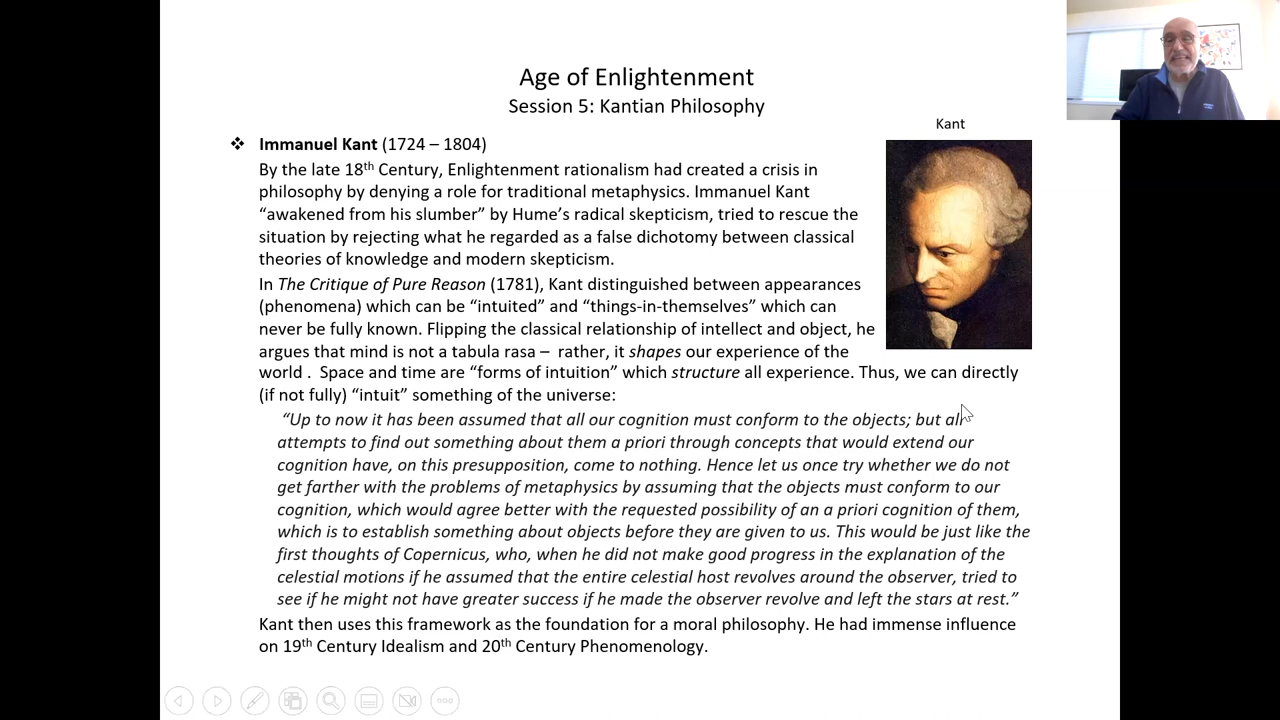 Age of Enlightenment
Session 5: Kantian Philosophy
Kant
❖ Immanuel Kant (1724 – 1804)
By the late 18th Century, Enlightenment rationalism had created a crisis in
philosophy by denying a role for traditional metaphysics. Immanuel Kant
“awakened from his slumber” by Hume’s radical skepticism, tried to rescue the
situation by rejecting what he regarded as a false dichotomy between classical
theories of knowledge and modern skepticism.
In The Critique of Pure Reason (1781), Kant distinguished between appearances
(phenomena) which can be “intuited” and “things-in-themselves” which can
never be fully known. Flipping the classical relationship of intellect and object, he
argues that mind is not a tabula rasa – rather, it shapes our experience of the
world . Space and time are “forms of intuition” which structure all experience. Thus, we can directly
(if not fully) “intuit” something of the universe:
“Up to now it has been assumed that all our cognition must conform to the objects; but all
attempts to find out something about them a priori through concepts that would extend our
cognition have, on this presupposition, come to nothing. Hence let us once try whether we do not
get farther with the problems of metaphysics by assuming that the objects must conform to our
cognition, which would agree better with the requested possibility of an a priori cognition of them,
which is to establish something about objects before they are given to us. This would be just like the
first thoughts of Copernicus, who, when he did not make good progress in the explanation of the
celestial motions if he assumed that the entire celestial host revolves around the observer, tried to
see if he might not have greater success if he made the observer revolve and left the stars at rest.”
Kant then uses this framework as the foundation for a moral philosophy. He had immense influence
on 19th Century Idealism and 20th Century Phenomenology.